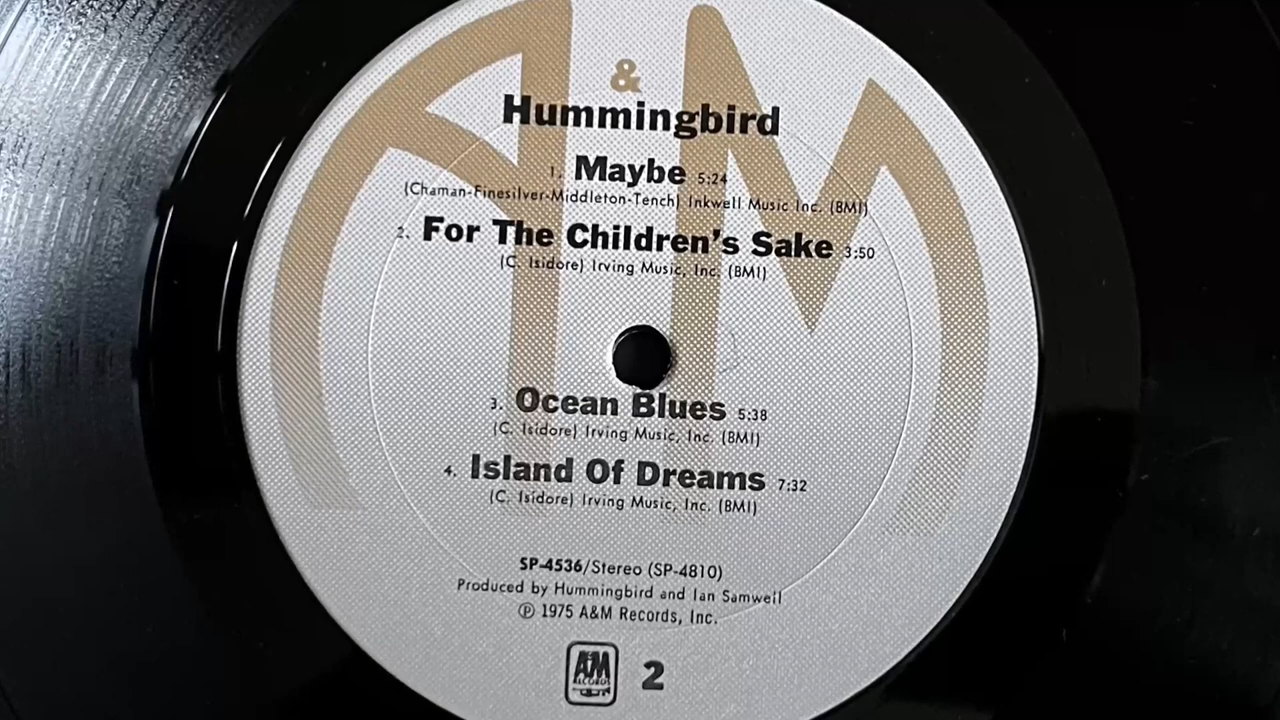 A&M
Hummingbird
1. Maybe 5:24
(Chaman-Finesilver-Middleton-Tench) Inkwell Music Inc. (BMI)
2. For The Children's Sake 3:50
(C. Isidore) Irving Music, Inc. (BMI)
3. Ocean Blues 5:38
(C. Isidore) Irving Music, Inc. (BMI)
4. Island Of Dreams 7:32
(C. Isidore) Irving Music, Inc. (BMI)
SP-4536/Stereo (SP-4810)
Produced by Hummingbird and Ian Samwell
℗ 1975 A&M Records, Inc.
A&M RECORDS 2